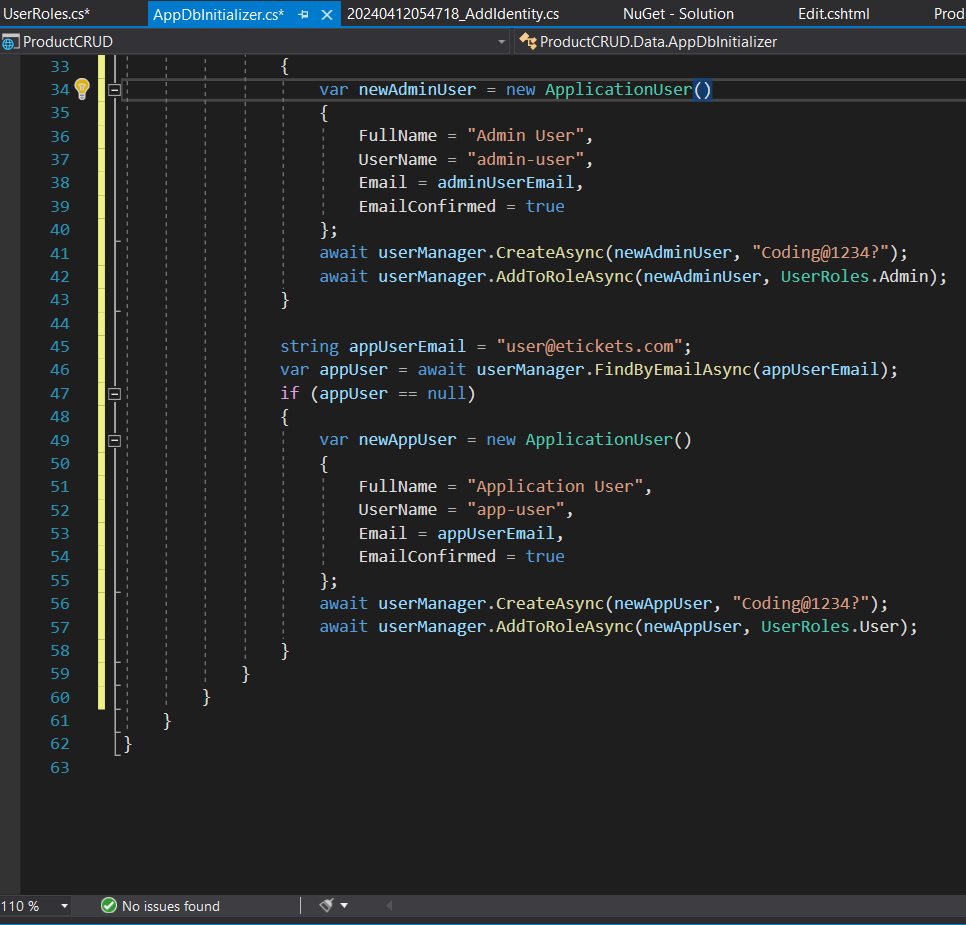 UserRoles.cs* AppDbInitializer.cs* 20240412054718_AddIdentity.cs NuGet - Solution Edit.cshtml Prod
ProductCRUD ProductCRUD.Data.AppDbInitializer
33 {
34 var newAdminUser = new ApplicationUser()
35 {
36 FullName = "Admin User",
37 UserName = "admin-user",
38 Email = adminUserEmail,
39 EmailConfirmed = true
40 };
41 await userManager.CreateAsync(newAdminUser, "Coding@1234?");
42 await userManager.AddToRoleAsync(newAdminUser, UserRoles.Admin);
43 }
44
45 string appUserEmail = "user@etickets.com";
46 var appUser = await userManager.FindByEmailAsync(appUserEmail);
47 if (appUser == null)
48 {
49 var newAppUser = new ApplicationUser()
50 {
51 FullName = "Application User",
52 UserName = "app-user",
53 Email = appUserEmail,
54 EmailConfirmed = true
55 };
56 await userManager.CreateAsync(newAppUser, "Coding@1234?");
57 await userManager.AddToRoleAsync(newAppUser, UserRoles.User);
58 }
59 }
60 }
61 }
62 }
63
110 % No issues found